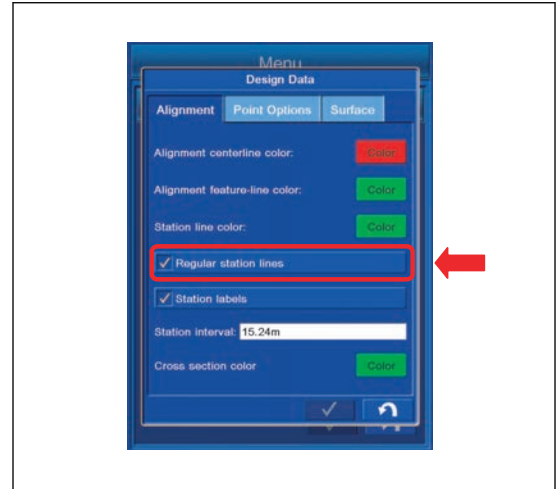 Menu
Design Data
Alignment Point Options Surface
Alignment centerline color: Color
Alignment feature-line color: Color
Station line color: Color
Regular station lines
Station labels
Station interval: 15.24m
Cross section color Color